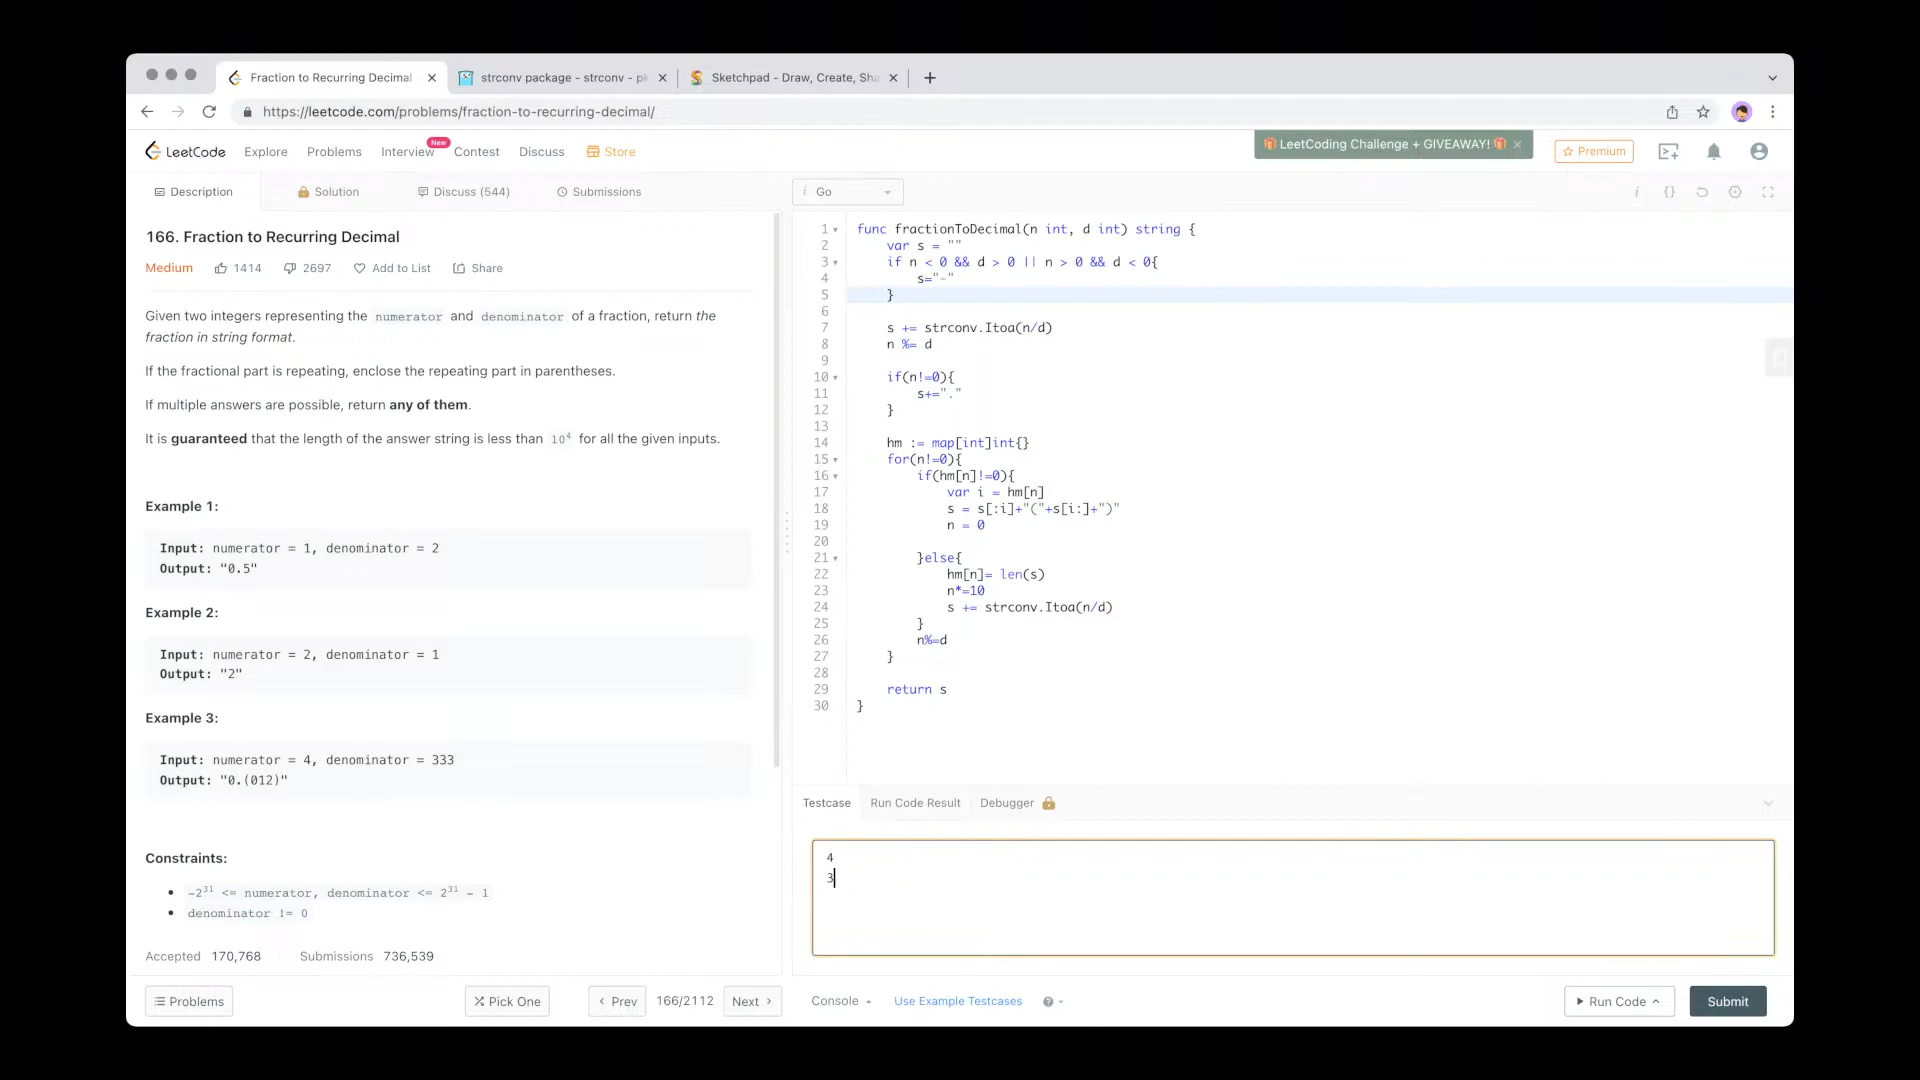 Fraction to Recurring Decimal
strconv package - strconv - pk
Sketchpad - Draw, Create, Sha
https://leetcode.com/problems/fraction-to-recurring-decimal/
LeetCode Explore Problems Interview New Contest Discuss Store
🎁 LeetCoding Challenge + GIVEAWAY! 🎁 ×
Premium
Description Solution Discuss (544) Submissions
i Go
166. Fraction to Recurring Decimal
Medium 1414 2697 Add to List Share
Given two integers representing the numerator and denominator of a fraction, return the
fraction in string format.
If the fractional part is repeating, enclose the repeating part in parentheses.
If multiple answers are possible, return any of them.
It is guaranteed that the length of the answer string is less than 10⁴ for all the given inputs.
Example 1:
Input: numerator = 1, denominator = 2
Output: "0.5"
Example 2:
Input: numerator = 2, denominator = 1
Output: "2"
Example 3:
Input: numerator = 4, denominator = 333
Output: "0.(012)"
Constraints:
-2³¹ <= numerator, denominator <= 2³¹ - 1
denominator != 0
Accepted 170,768 Submissions 736,539
Problems Pick One Prev 166/2112 Next
1 func fractionToDecimal(n int, d int) string {
2 var s = ""
3 if n < 0 && d > 0 || n > 0 && d < 0{
4 s="-"
5 }
6
7 s += strconv.Itoa(n/d)
8 n %= d
9
10 if(n!=0){
11 s+="."
12 }
13
14 hm := map[int]int{}
15 for(n!=0){
16 if(hm[n]!=0){
17 var i = hm[n]
18 s = s[:i]+"("+s[i:]+")"
19 n = 0
20
21 }else{
22 hm[n]= len(s)
23 n*=10
24 s += strconv.Itoa(n/d)
25 }
26 n%=d
27 }
28
29 return s
30 }
Testcase Run Code Result Debugger
4
3
Console Use Example Testcases
Run Code Submit